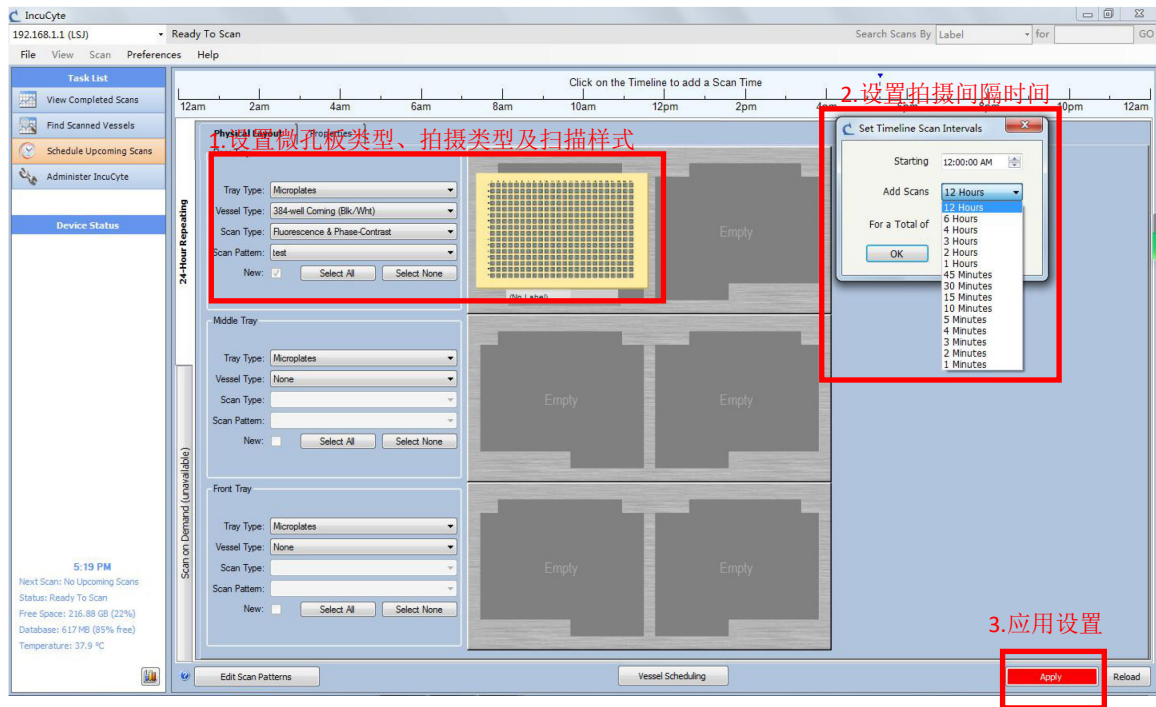 IncuCyte
192.168.1.1 (LSJ) Ready To Scan Search Scans By Label for GO
File View Scan Preferences Help
Task List
View Completed Scans
Find Scanned Vessels
Schedule Upcoming Scans
Administer IncuCyte
Device Status
Click on the Timeline to add a Scan Time
12am 2am 4am 6am 8am 10am 12pm 2pm 4pm 6pm 8pm 10pm 12am
24-Hour Repeating
Scan on Demand (unavailable)
Physical Layout Properties
1.设置微孔板类型、拍摄类型及扫描样式
Tray Type: Microplates
Vessel Type: 384-well Corning (Blk/Wht)
Scan Type: Fluorescence & Phase-Contrast
Scan Pattern: test
New: Select All Select None
(No Label)
Empty
Middle Tray
Tray Type: Microplates
Vessel Type: None
Scan Type:
Scan Pattern:
New: Select All Select None
Empty Empty
Front Tray
Tray Type: Microplates
Vessel Type: None
Scan Type:
Scan Pattern:
New: Select All Select None
Empty Empty
2.设置拍摄间隔时间
Set Timeline Scan Intervals
Starting 12:00:00 AM
Add Scans 12 Hours
For a Total of
OK
12 Hours
6 Hours
4 Hours
3 Hours
2 Hours
1 Hours
45 Minutes
30 Minutes
15 Minutes
10 Minutes
5 Minutes
4 Minutes
3 Minutes
2 Minutes
1 Minutes
5:19 PM
Next Scan: No Upcoming Scans
Status: Ready To Scan
Free Space: 216.88 GB (22%)
Database: 617 MB (85% free)
Temperature: 37.9 °C
3.应用设置
Edit Scan Patterns Vessel Scheduling Apply Reload